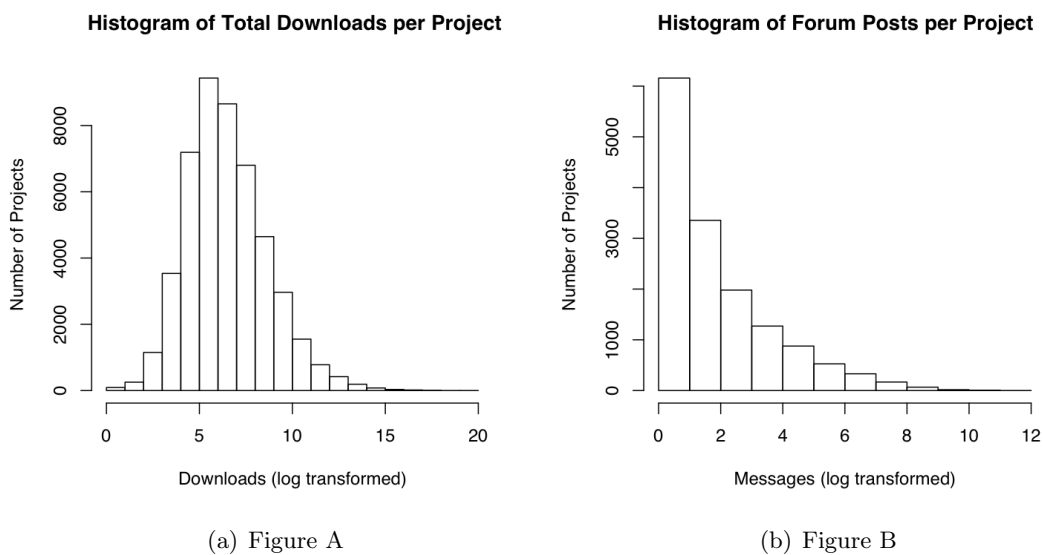 Histogram of Total Downloads per Project
Number of Projects
8000
6000
4000
2000
0
0 5 10 15 20
Downloads (log transformed)
(a) Figure A
Histogram of Forum Posts per Project
Number of Projects
5000
3000
1000
0
0 2 4 6 8 10 12
Messages (log transformed)
(b) Figure B